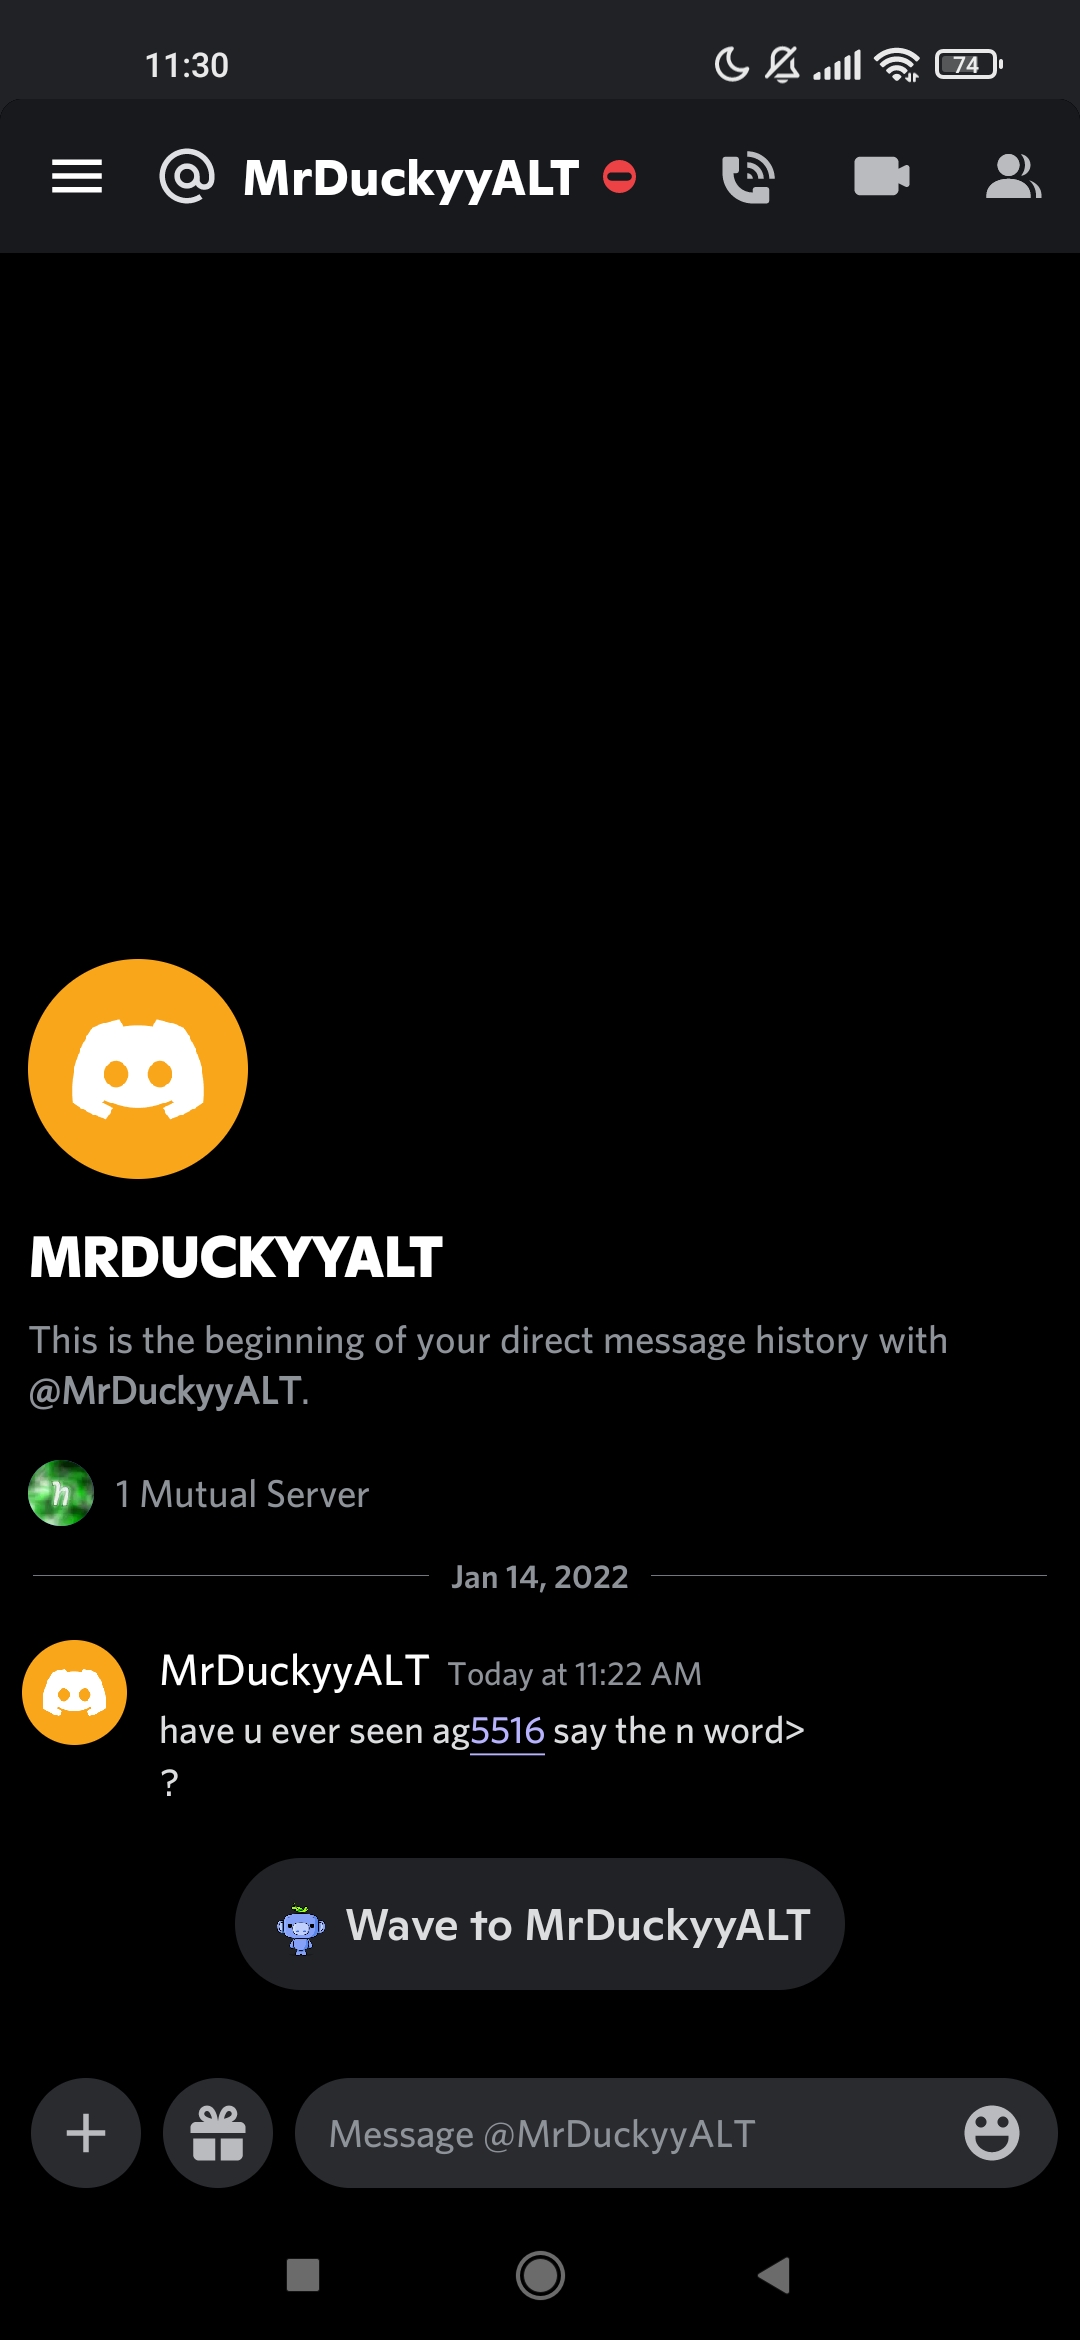 11:30
74
@ MrDuckyyALT
MRDUCKYYALT
This is the beginning of your direct message history with
@MrDuckyyALT.
h 1 Mutual Server
Jan 14, 2022
MrDuckyyALT Today at 11:22 AM
have u ever seen ag5516 say the n word>
?
Wave to MrDuckyyALT
Message @MrDuckyyALT